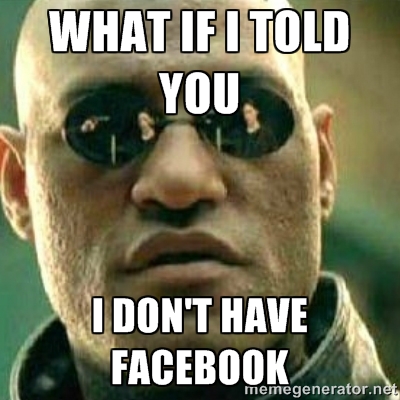 WHAT IF I TOLD
YOU
I DON'T HAVE
FACEBOOK
memegenerator.net